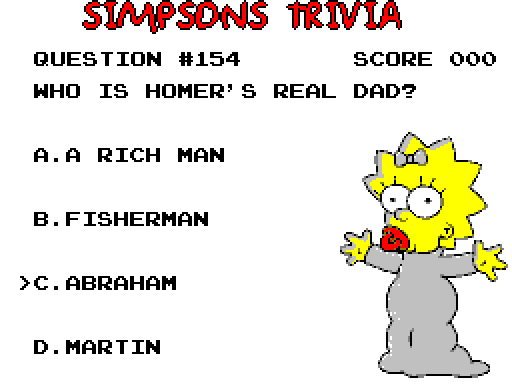 SIMPSONS TRIVIA
QUESTION #154 SCORE 000
WHO IS HOMER'S REAL DAD?
A.A RICH MAN
B.FISHERMAN
>C.ABRAHAM
D.MARTIN